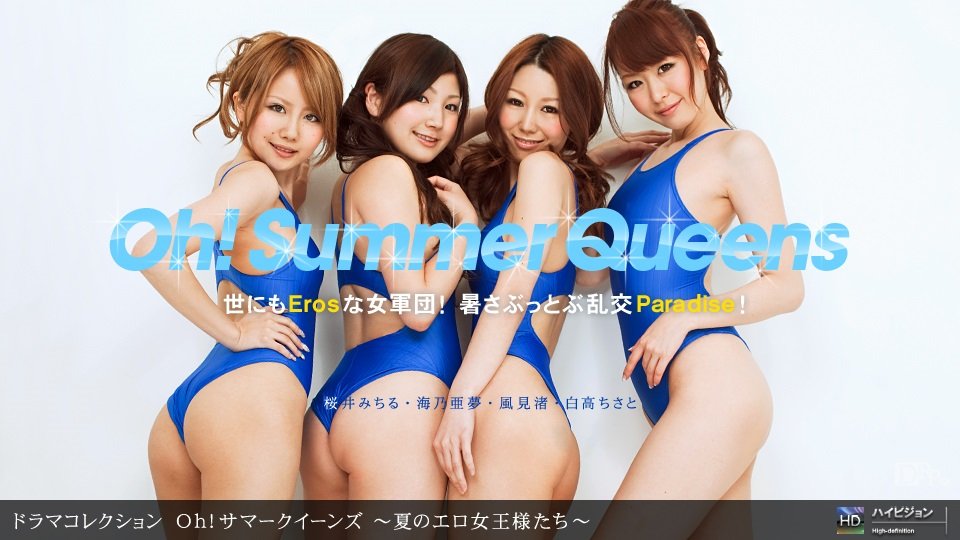 Oh! Summer Queens
世にもErosな女軍団！ 暑さぶっとぶ乱交Paradise！
桜井みちる・海乃亜夢・風見渚・白高ちさと
ドラマコレクション Oh！サマークイーンズ ～夏のエロ女王様たち～
HD ハイビジョン
High-definition